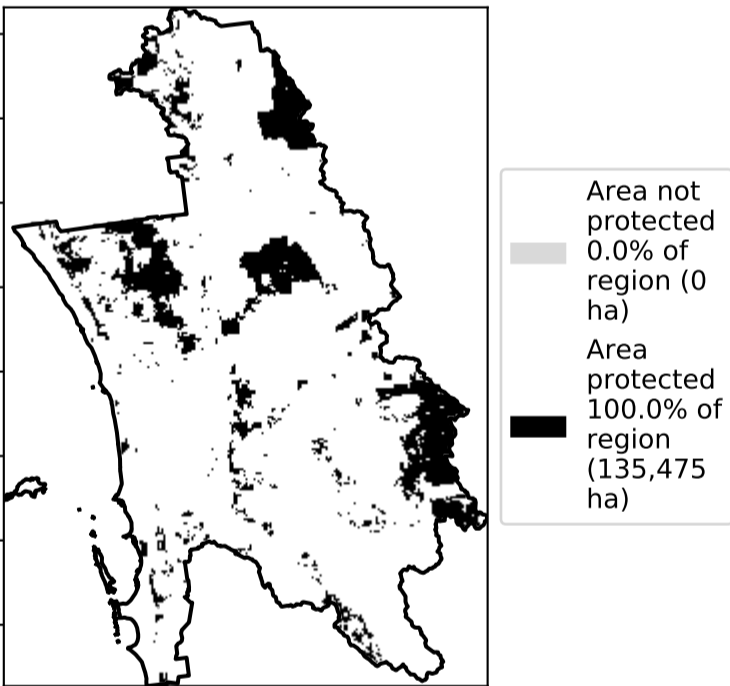 Area not
protected
0.0% of
region (0
ha)
Area
protected
100.0% of
region
(135,475
ha)